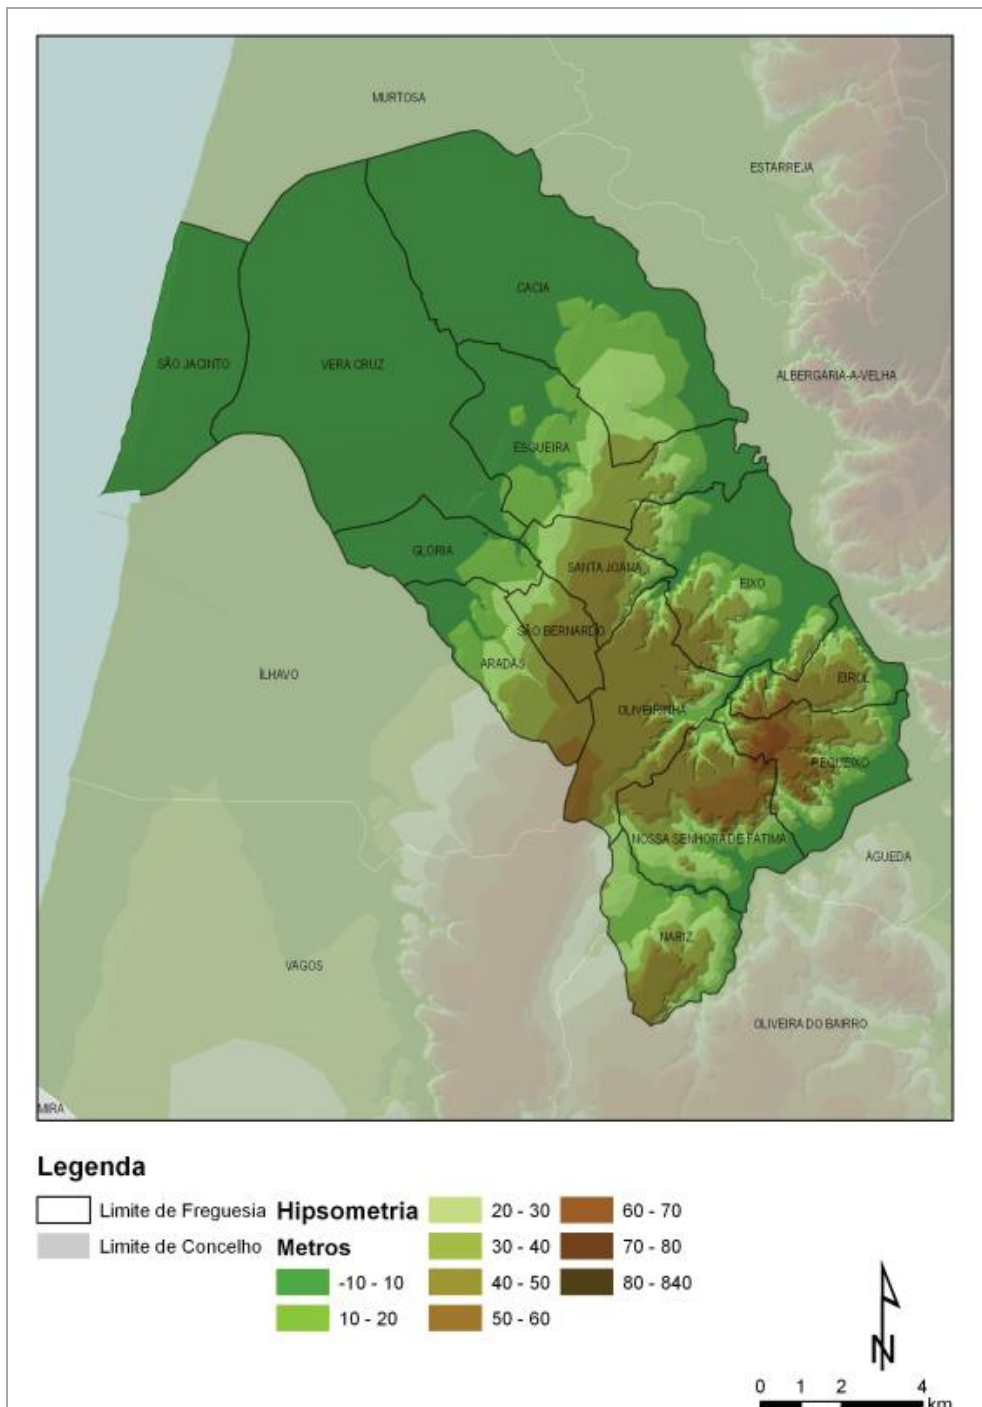 MURTOSA
ESTARREJA
CACIA
SÃO JACINTO
VERA CRUZ
ALBERGARIA-A-VELHA
ESGUEIRA
GLORIA
SANTA JOANA
EIXO
SÃO BERNARDO
ARADAS
ÍLHAVO
EIROL
OLIVEIRINHA
REQUEIXO
NOSSA SENHORA DE FÁTIMA
ÁGUEDA
NARIZ
VAGOS
OLIVEIRA DO BAIRRO
MIRA
Legenda
Limite de Freguesia
Limite de Concelho
Hipsometria
Metros
-10 - 10
10 - 20
20 - 30
30 - 40
40 - 50
50 - 60
60 - 70
70 - 80
80 - 840
N
0 1 2 4
km